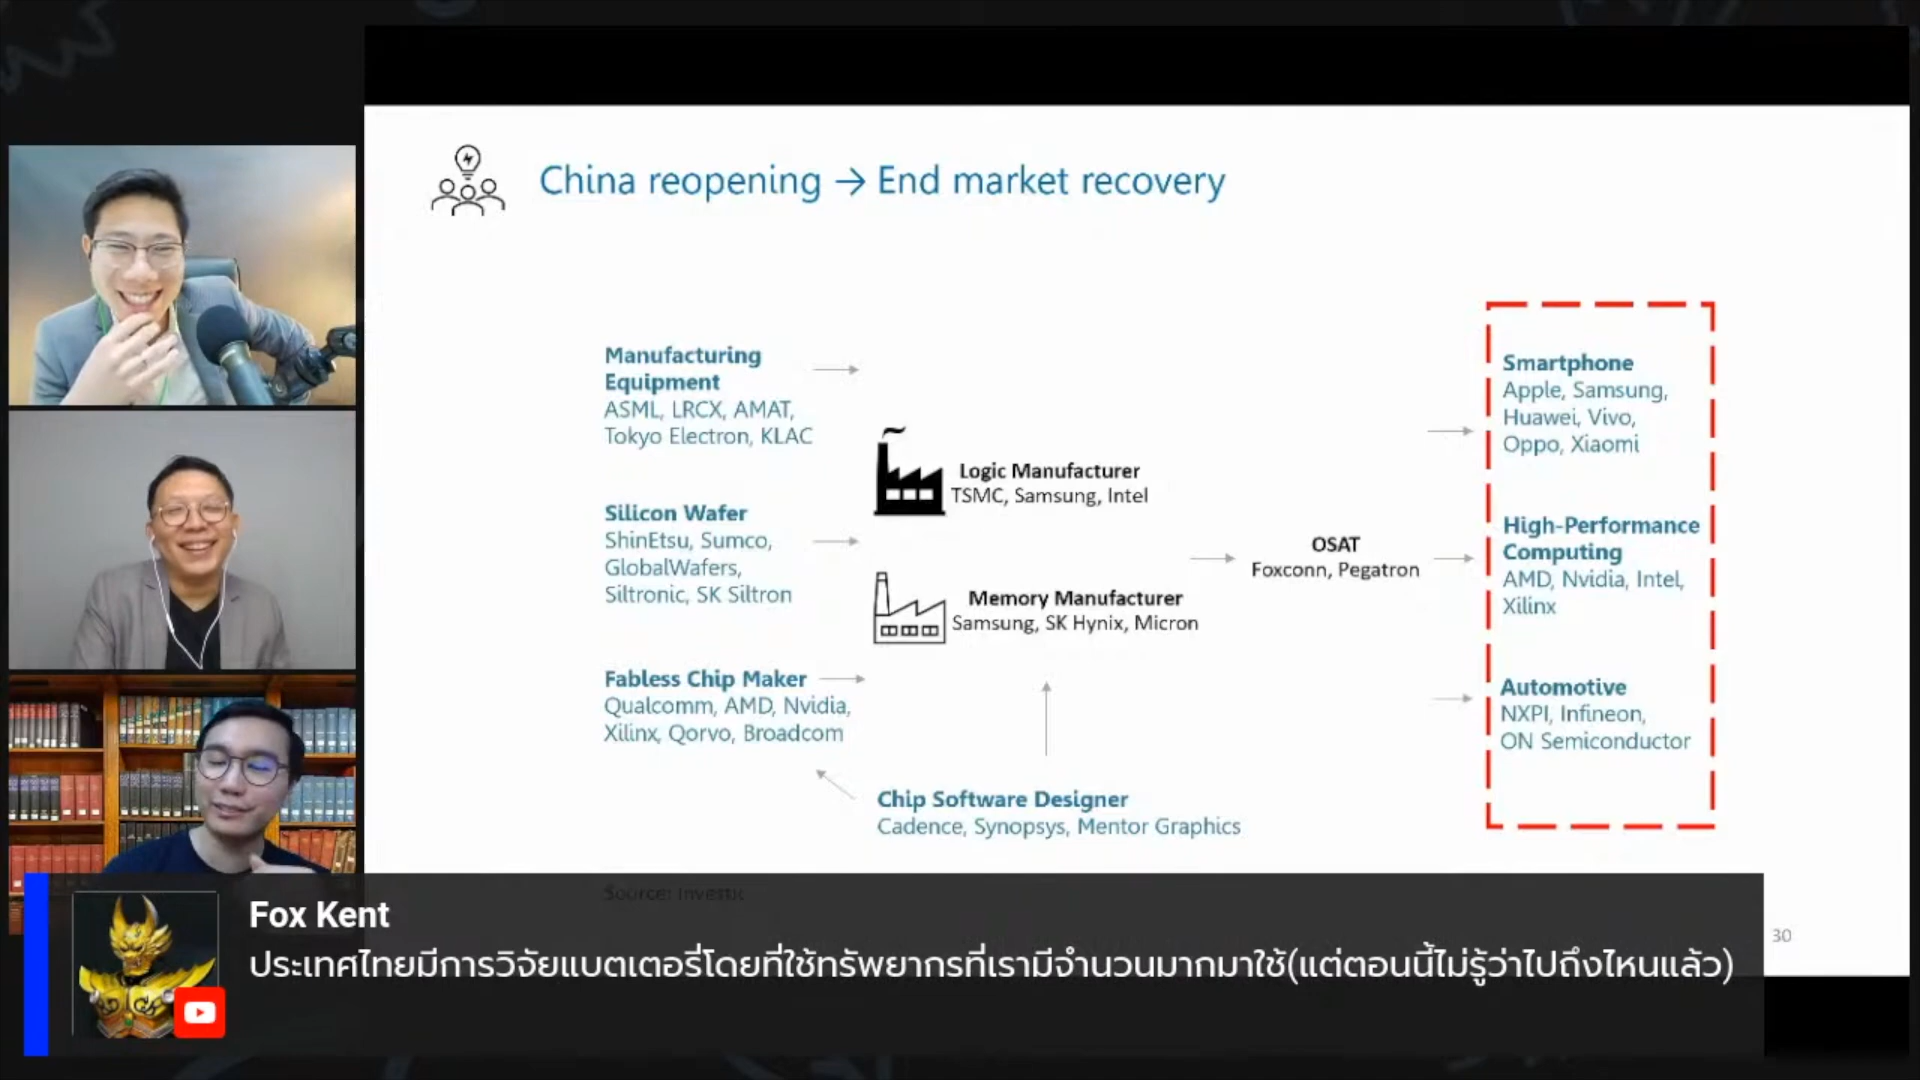 China reopening → End market recovery
Manufacturing
Equipment
ASML, LRCX, AMAT,
Tokyo Electron, KLAC
Silicon Wafer
ShinEtsu, Sumco,
GlobalWafers,
Siltronic, SK Siltron
Fabless Chip Maker
Qualcomm, AMD, Nvidia,
Xilinx, Qorvo, Broadcom
Logic Manufacturer
TSMC, Samsung, Intel
Memory Manufacturer
Samsung, SK Hynix, Micron
Chip Software Designer
Cadence, Synopsys, Mentor Graphics
OSAT
Foxconn, Pegatron
Smartphone
Apple, Samsung,
Huawei, Vivo,
Oppo, Xiaomi
High-Performance
Computing
AMD, Nvidia, Intel,
Xilinx
Automotive
NXPI, Infineon,
ON Semiconductor
Source:
30
Fox Kent
ประเทศไทยมีการวิจัยแบตเตอรี่โดยที่ใช้ทรัพยากรที่เรามีจำนวนมากมาใช้(แต่ตอนนี้ไม่รู้ว่าไปถึงไหนแล้ว)